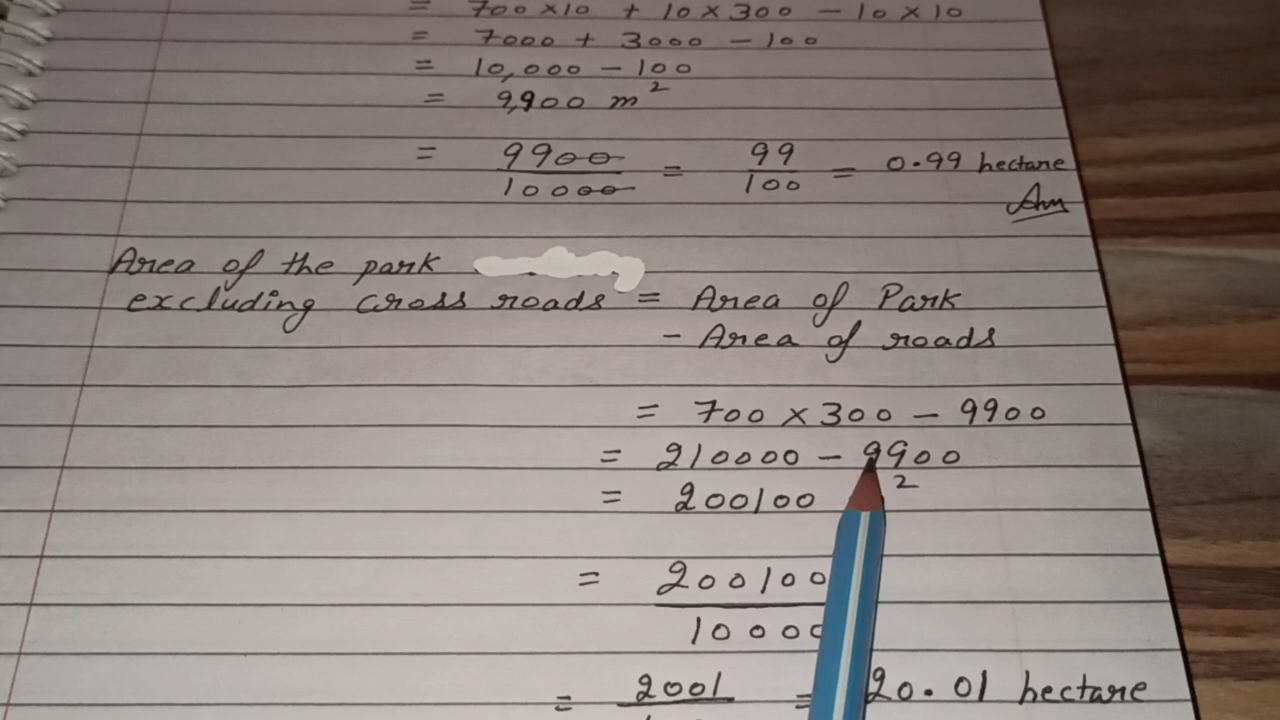 = 700 × 10 + 10 × 300 - 10 × 10
= 7000 + 3000 - 100
= 10,000 - 100
= 9,900 m²
= 9900/10000 = 99/100 = 0.99 hectare
Ans
Area of the park
excluding cross roads = Area of Park
- Area of roads
= 700 × 300 - 9900
= 210000 - 9900
= 200100 ²
= 200100
10000
= 2001 = 20.01 hectare